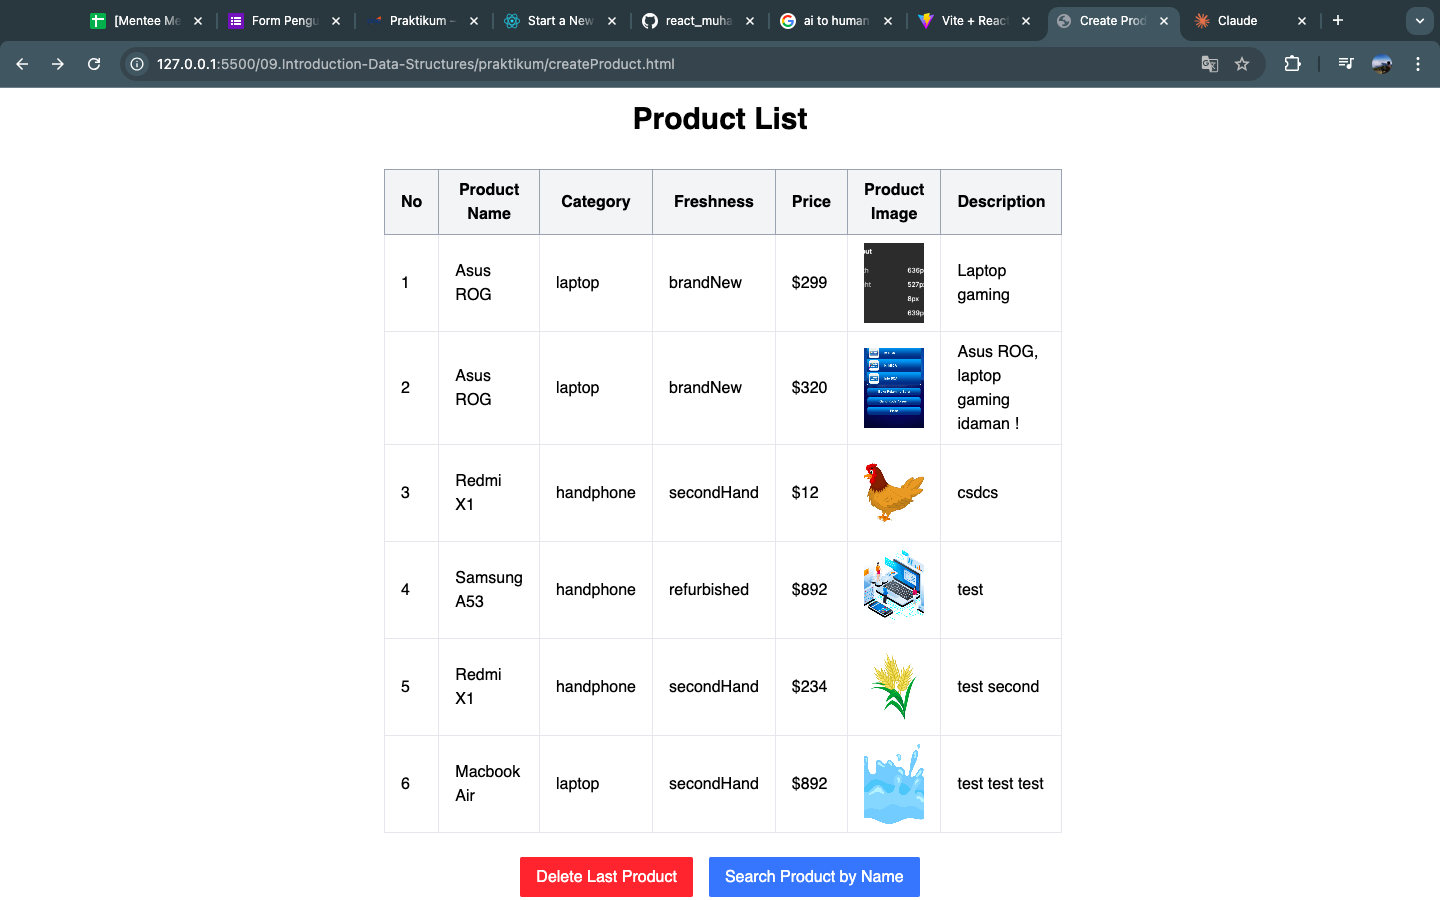 [Mentee Me
Form Pengu
Praktikum -
Start a New
react_muha
ai to human
Vite + React
Create Prod
Claude
127.0.0.1:5500/09.Introduction-Data-Structures/praktikum/createProduct.html
Product List
No
Product
Name
Category
Freshness
Price
Product
Image
Description
1
Asus
ROG
laptop
brandNew
$299
636p
527p
8px
639p
Laptop
gaming
2
Asus
ROG
laptop
brandNew
$320
Asus ROG,
laptop
gaming
idaman !
3
Redmi
X1
handphone
secondHand
$12
csdcs
4
Samsung
A53
handphone
refurbished
$892
test
5
Redmi
X1
handphone
secondHand
$234
test second
6
Macbook
Air
laptop
secondHand
$892
test test test
Delete Last Product
Search Product by Name